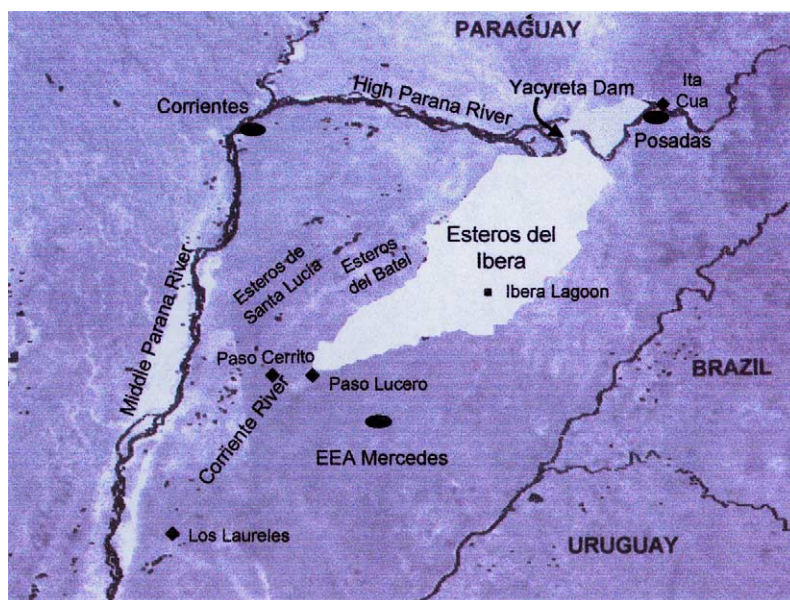 PARAGUAY
High Parana River
Yacyreta Dam
Ita
Cua
Corrientes
Posadas
Esteros del
Ibera
Esteros de
Santa Lucia
Esteros
del Batel
Ibera Lagoon
Middle Parana River
Paso Cerrito
Paso Lucero
BRAZIL
Corriente River
EEA Mercedes
Los Laureles
URUGUAY